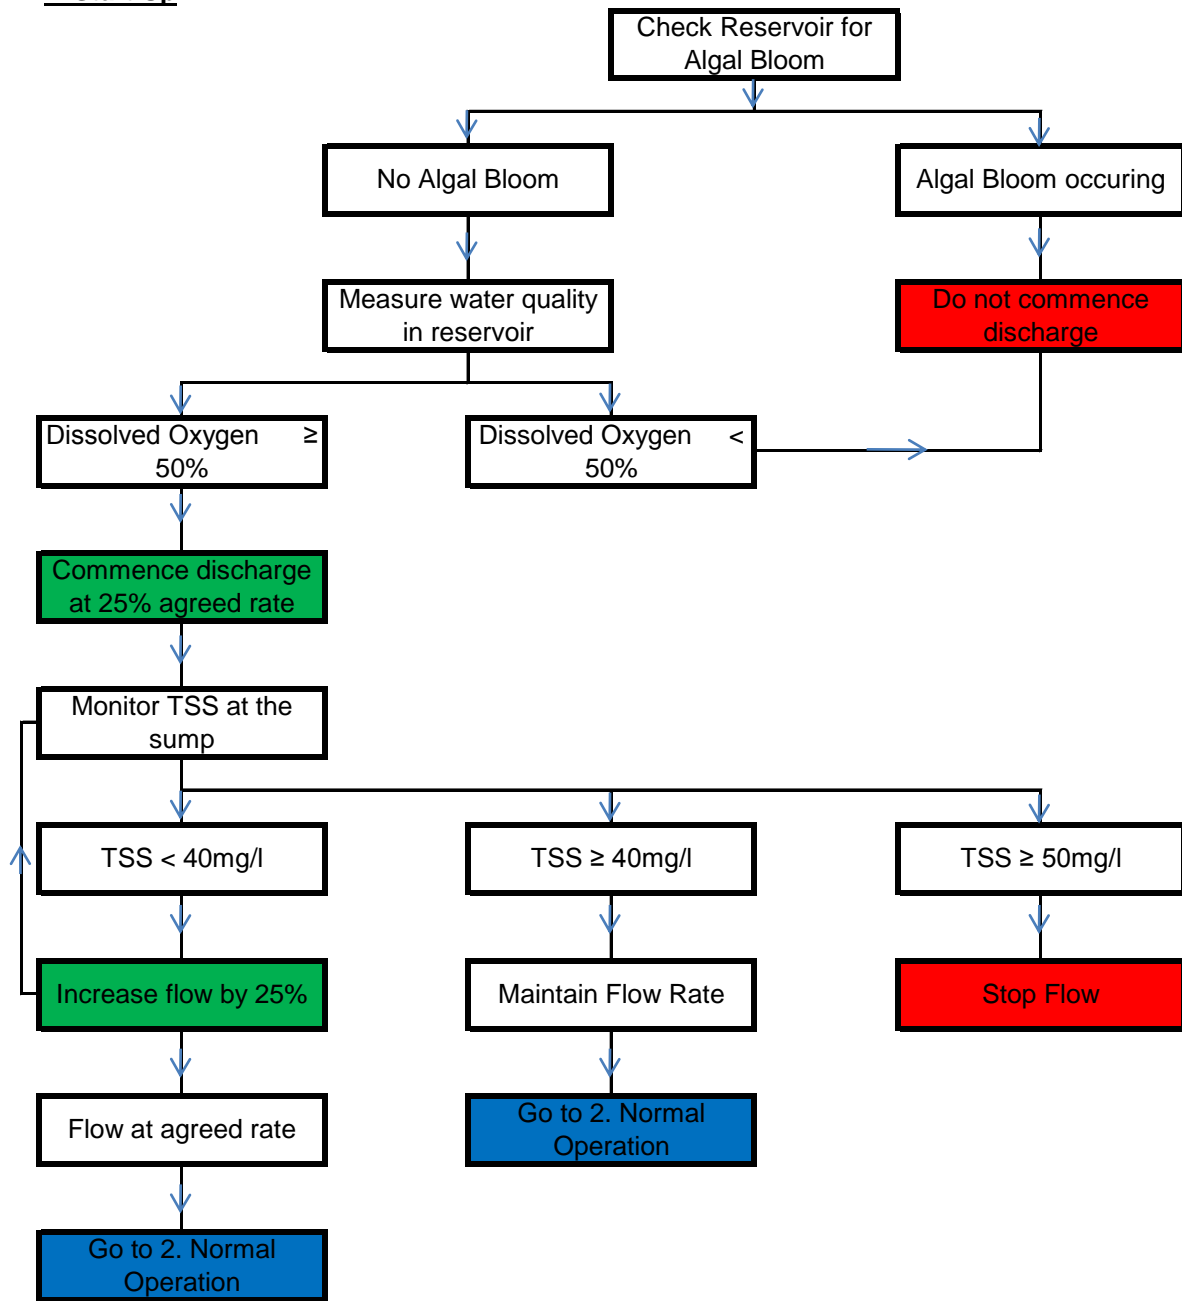 Check Reservoir for
Algal Bloom
No Algal Bloom
Algal Bloom occuring
Measure water quality
in reservoir
Do not commence
discharge
Dissolved Oxygen ≥
50%
Dissolved Oxygen <
50%
Commence discharge
at 25% agreed rate
Monitor TSS at the
sump
TSS < 40mg/l
TSS ≥ 40mg/l
TSS ≥ 50mg/l
Increase flow by 25%
Maintain Flow Rate
Stop Flow
Flow at agreed rate
Go to 2. Normal
Operation
Go to 2. Normal
Operation